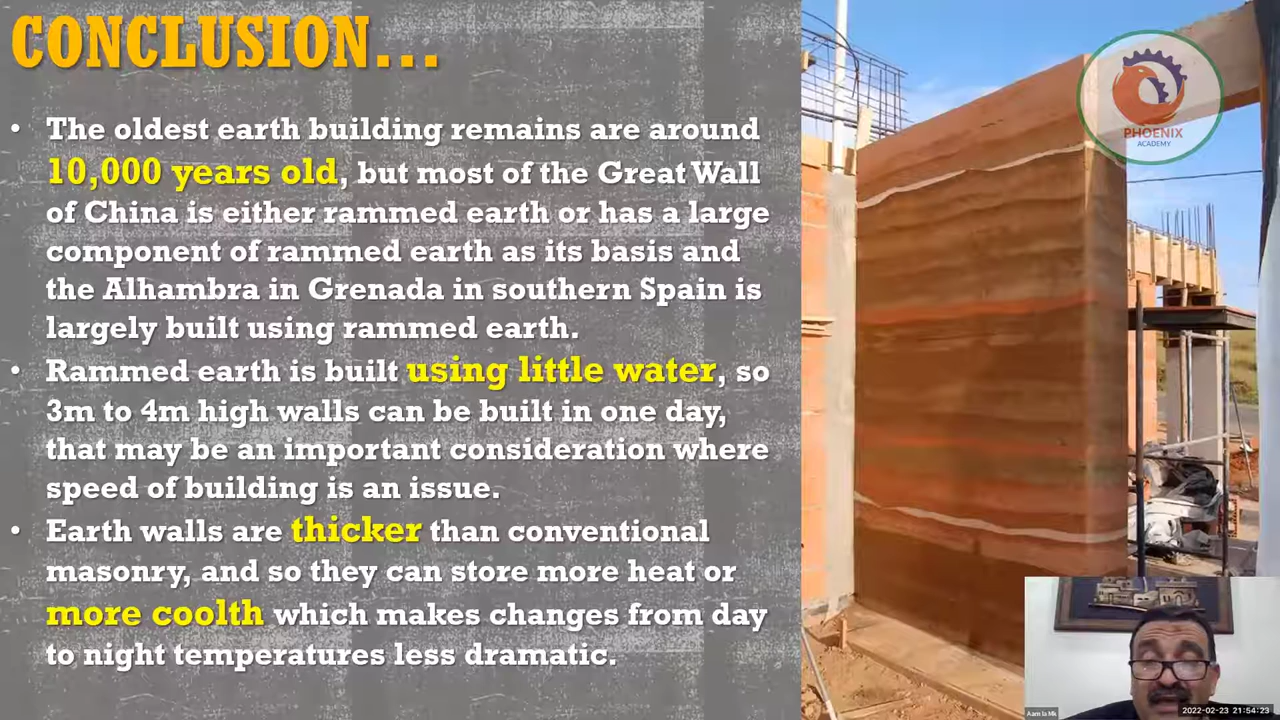 CONCLUSION...
• The oldest earth building remains are around
10,000 years old, but most of the Great Wall
of China is either rammed earth or has a large
component of rammed earth as its basis and
the Alhambra in Grenada in southern Spain is
largely built using rammed earth.
• Rammed earth is built using little water, so
3m to 4m high walls can be built in one day,
that may be an important consideration where
speed of building is an issue.
• Earth walls are thicker than conventional
masonry, and so they can store more heat or
more coolth which makes changes from day
to night temperatures less dramatic.
PHOENIX
ACADEMY
2022-02-23 21:54:23